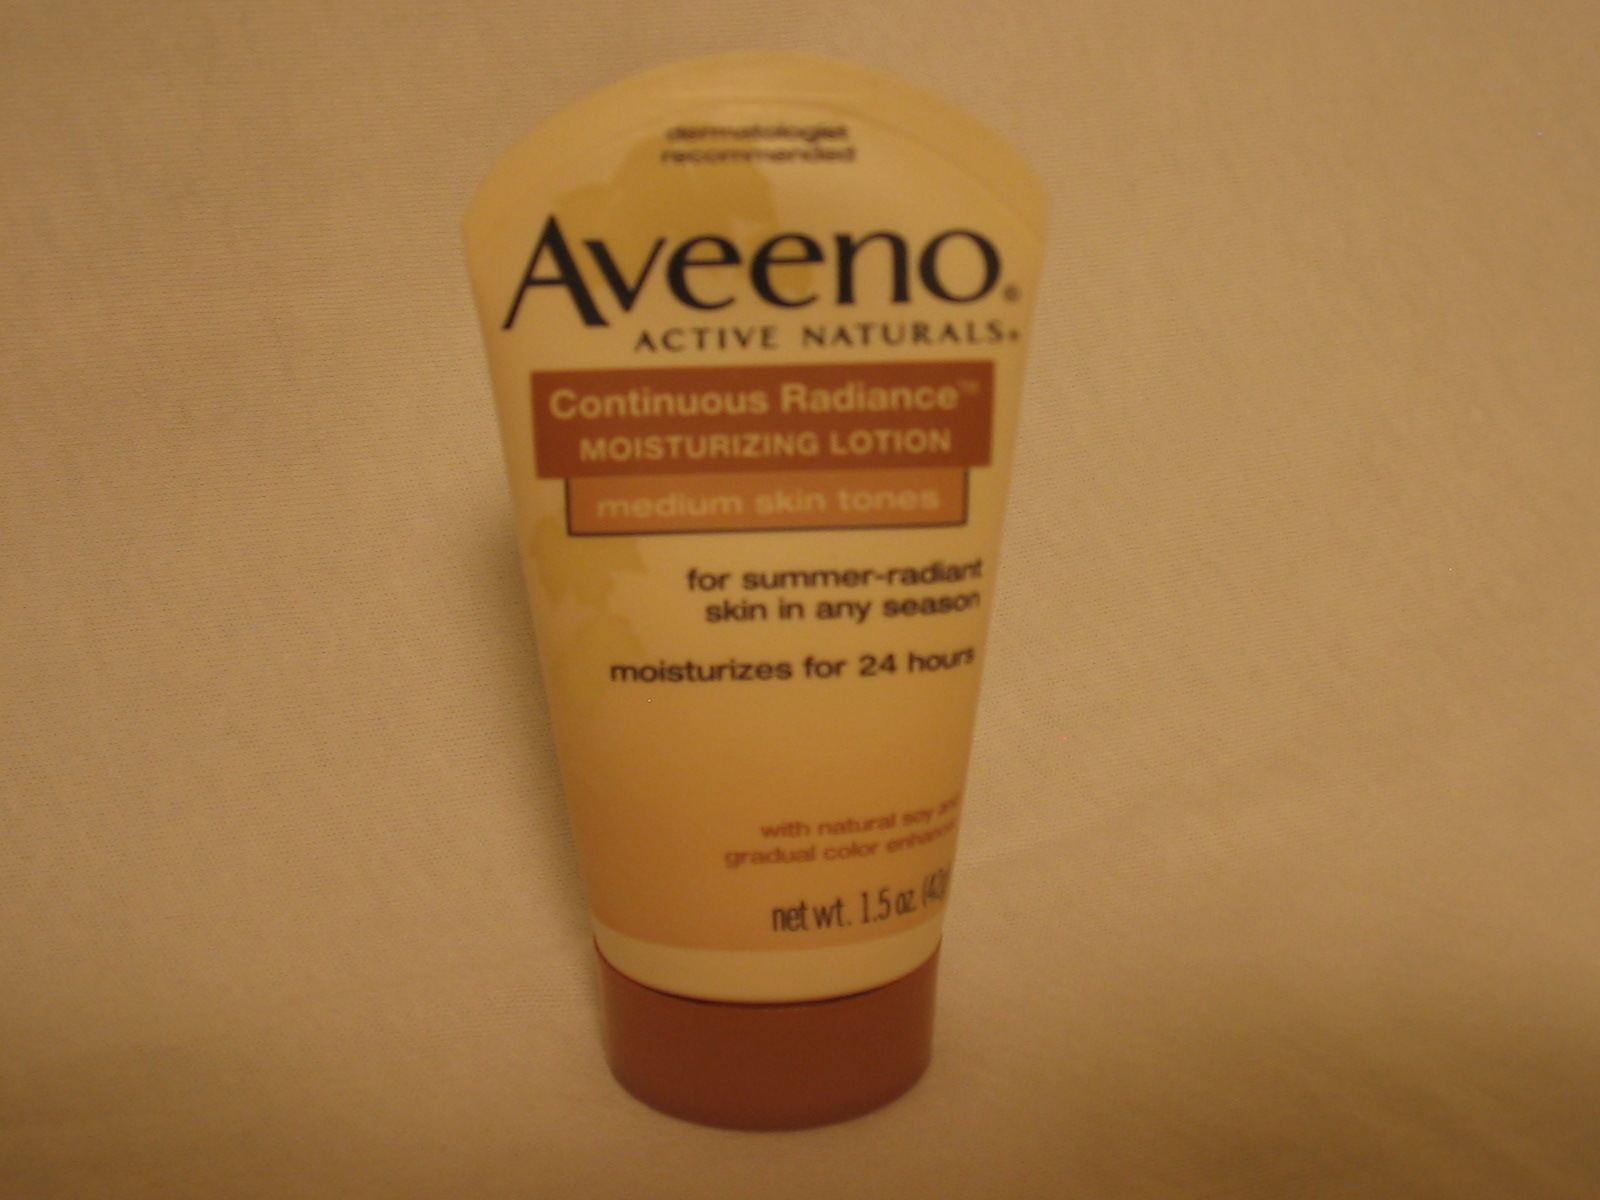 dermatologist
recommended
Aveeno®
ACTIVE NATURALS®
Continuous Radiance™
MOISTURIZING LOTION
medium skin tones
for summer-radiant
skin in any season
moisturizes for 24 hours
with natural soy
gradual color
net wt. 1.5 oz.